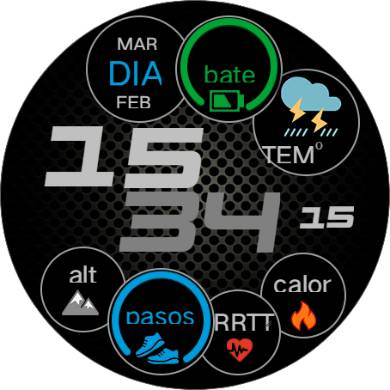 MAR
DIA
FEB
bate
TEMº
15
34
15
alt
pasos
RRTT
calor